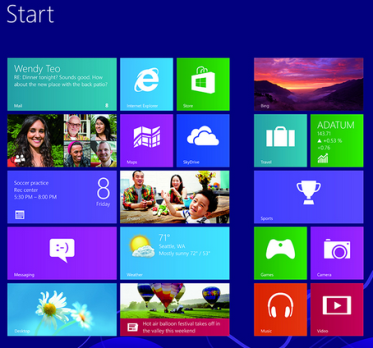 Start
Wendy Teo
RE: Dinner tonight! Sounds good. How
about the new place with the back patio?
Mail
8
Internet Explorer
Store
Bing
Maps
SkyDrive
Travel
ADATUM
143.71
▲ +0.53 %
+0.76
Soccer practice
Rec center
5:30 PM – 8:00 PM
8
Friday
Photos
Sports
Messaging
71°
Seattle, WA
Mostly sunny 72° / 53°
Weather
Games
Camera
Desktop
Hot air balloon festival takes off in
the valley this weekend
Music
Video